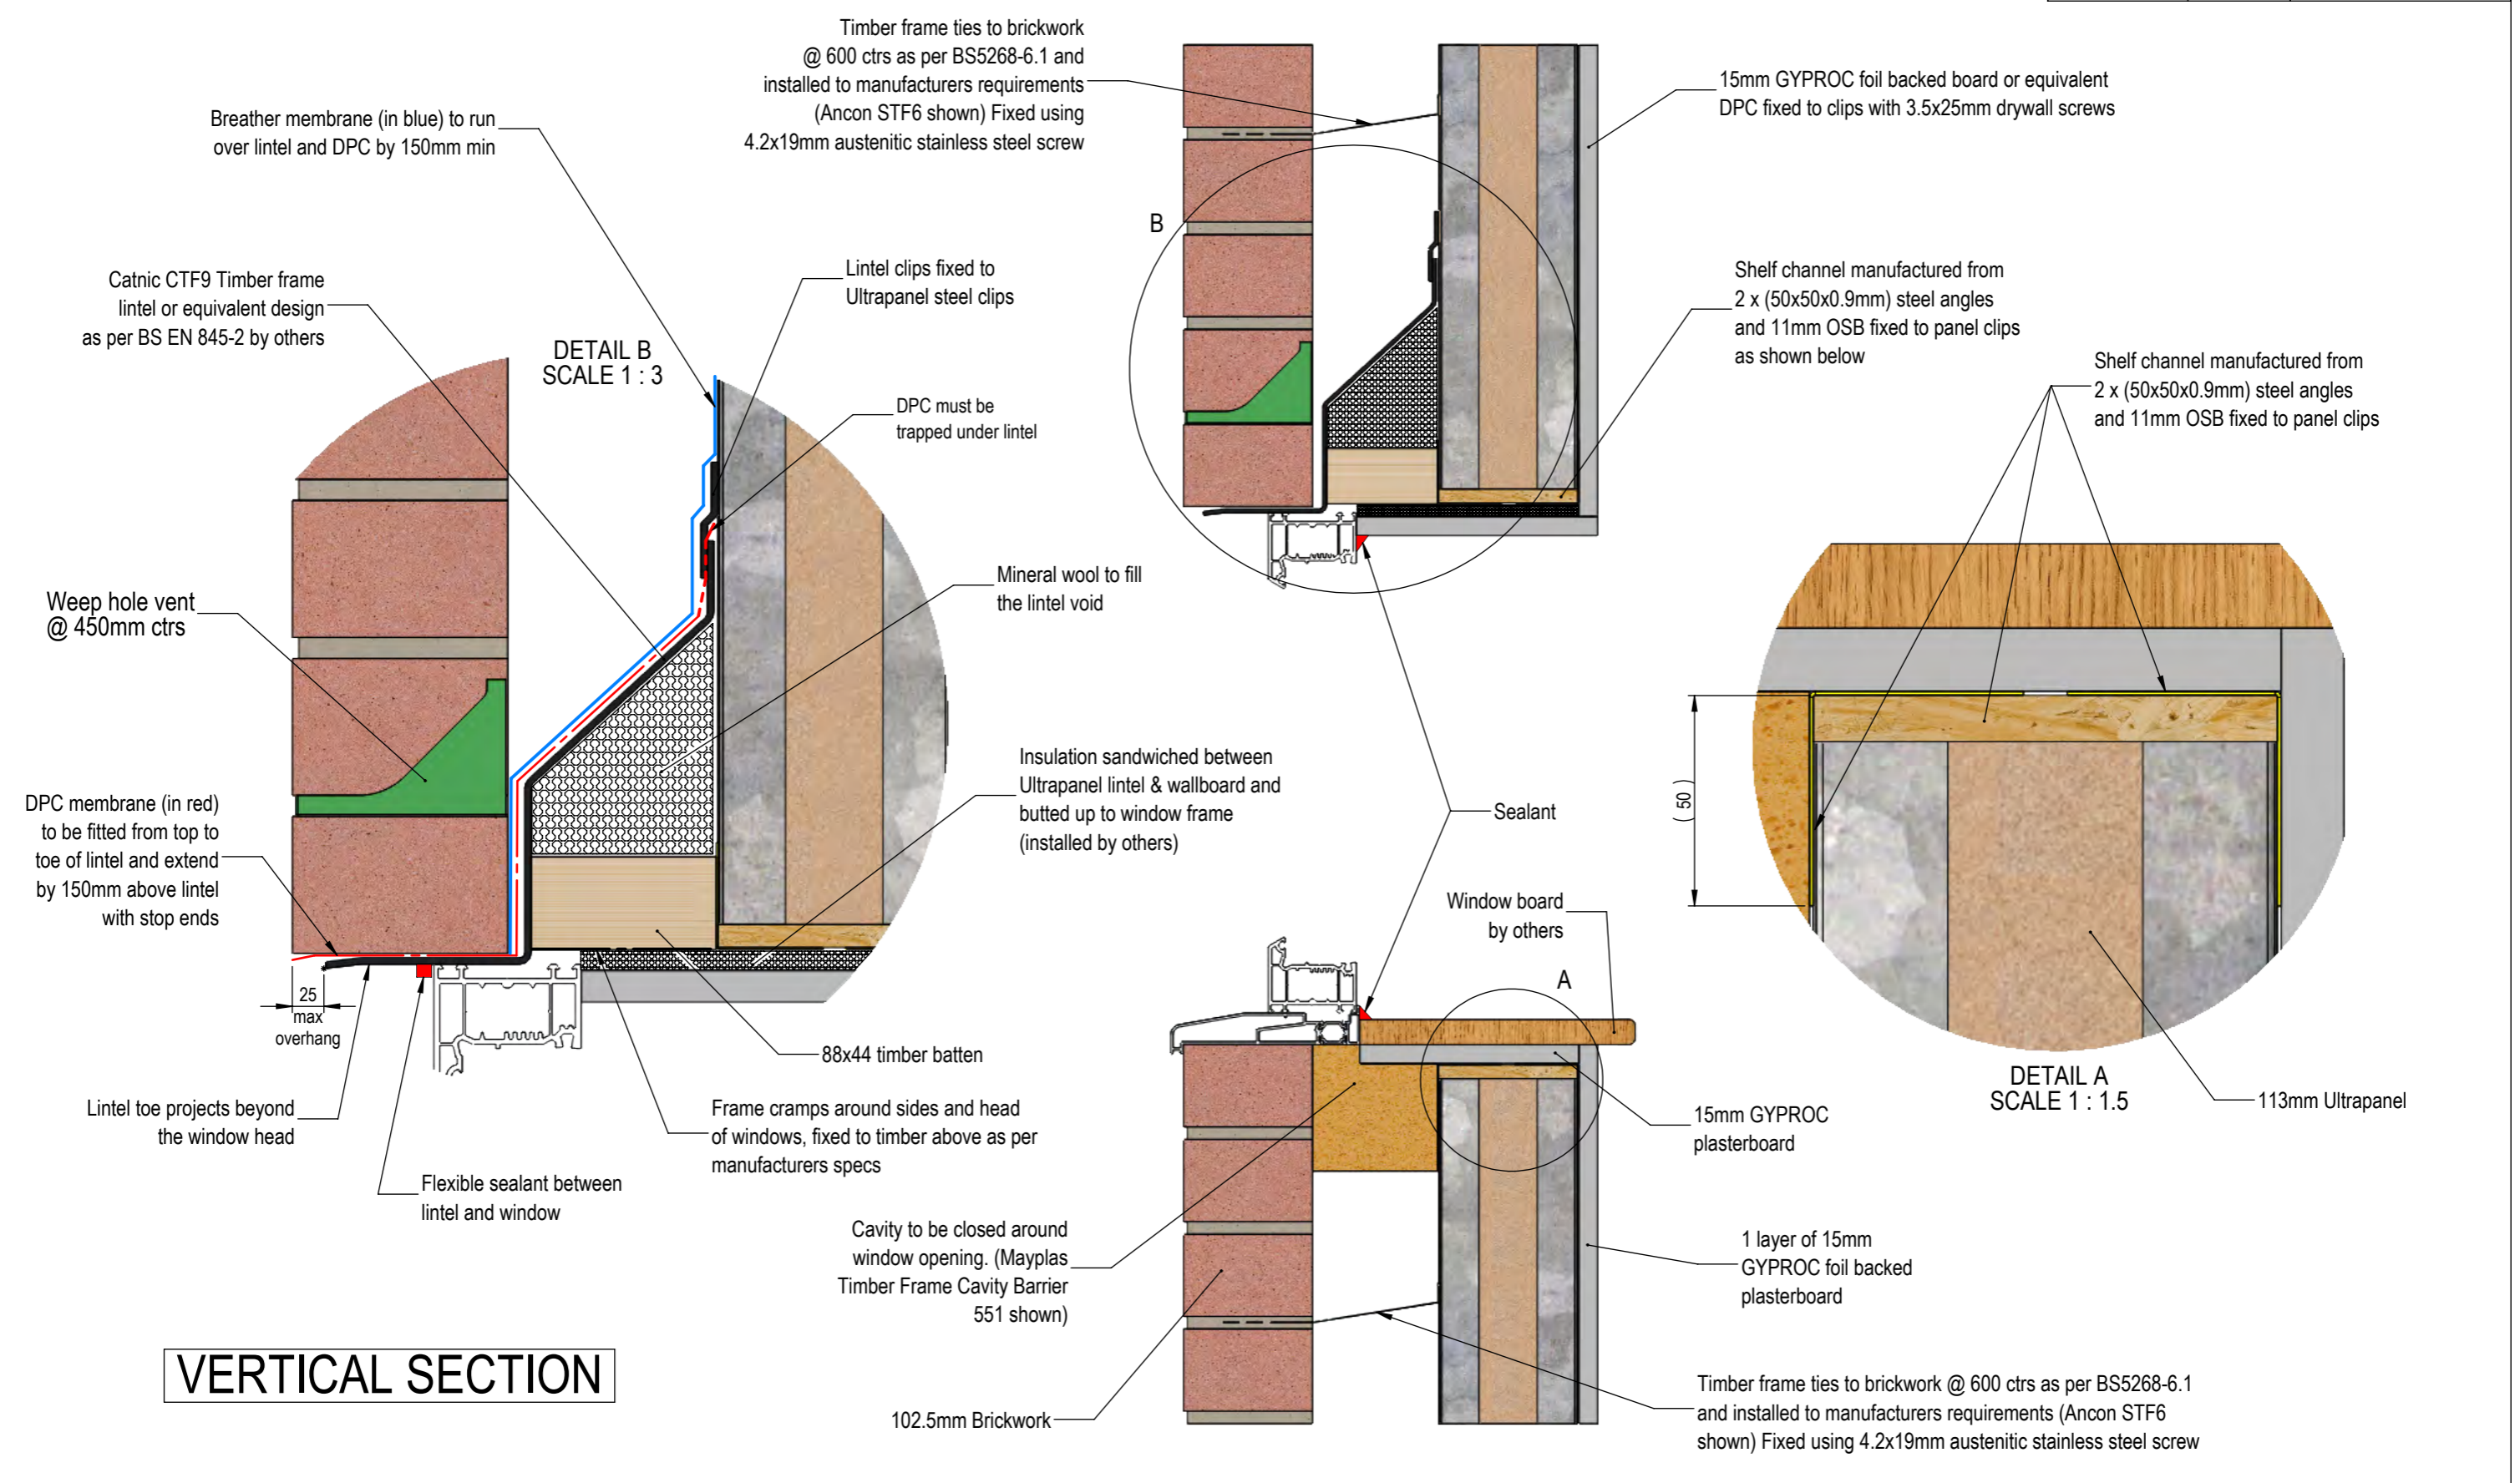 Timber frame ties to brickwork
@ 600 ctrs as per BS5268-6.1 and
installed to manufacturers requirements
(Ancon STF6 shown) Fixed using
4.2x19mm austenitic stainless steel screw
15mm GYPROC foil backed board or equivalent
DPC fixed to clips with 3.5x25mm drywall screws
Breather membrane (in blue) to run
over lintel and DPC by 150mm min
B
Lintel clips fixed to
Ultrapanel steel clips
Shelf channel manufactured from
2 x (50x50x0.9mm) steel angles
and 11mm OSB fixed to panel clips
as shown below
Catnic CTF9 Timber frame
lintel or equivalent design
as per BS EN 845-2 by others
DETAIL B
SCALE 1 : 3
Shelf channel manufactured from
2 x (50x50x0.9mm) steel angles
and 11mm OSB fixed to panel clips
DPC must be
trapped under lintel
Mineral wool to fill
the lintel void
Weep hole vent
@ 450mm ctrs
Insulation sandwiched between
Ultrapanel lintel & wallboard and
butted up to window frame
(installed by others)
Sealant
(50)
DPC membrane (in red)
to be fitted from top to
toe of lintel and extend
by 150mm above lintel
with stop ends
Window board
by others
A
25
max
overhang
88x44 timber batten
DETAIL A
SCALE 1 : 1.5
113mm Ultrapanel
Lintel toe projects beyond
the window head
Frame cramps around sides and head
of windows, fixed to timber above as per
manufacturers specs
15mm GYPROC
plasterboard
Flexible sealant between
lintel and window
Cavity to be closed around
window opening. (Mayplas
Timber Frame Cavity Barrier
551 shown)
1 layer of 15mm
GYPROC foil backed
plasterboard
VERTICAL SECTION
102.5mm Brickwork
Timber frame ties to brickwork @ 600 ctrs as per BS5268-6.1
and installed to manufacturers requirements (Ancon STF6
shown) Fixed using 4.2x19mm austenitic stainless steel screw